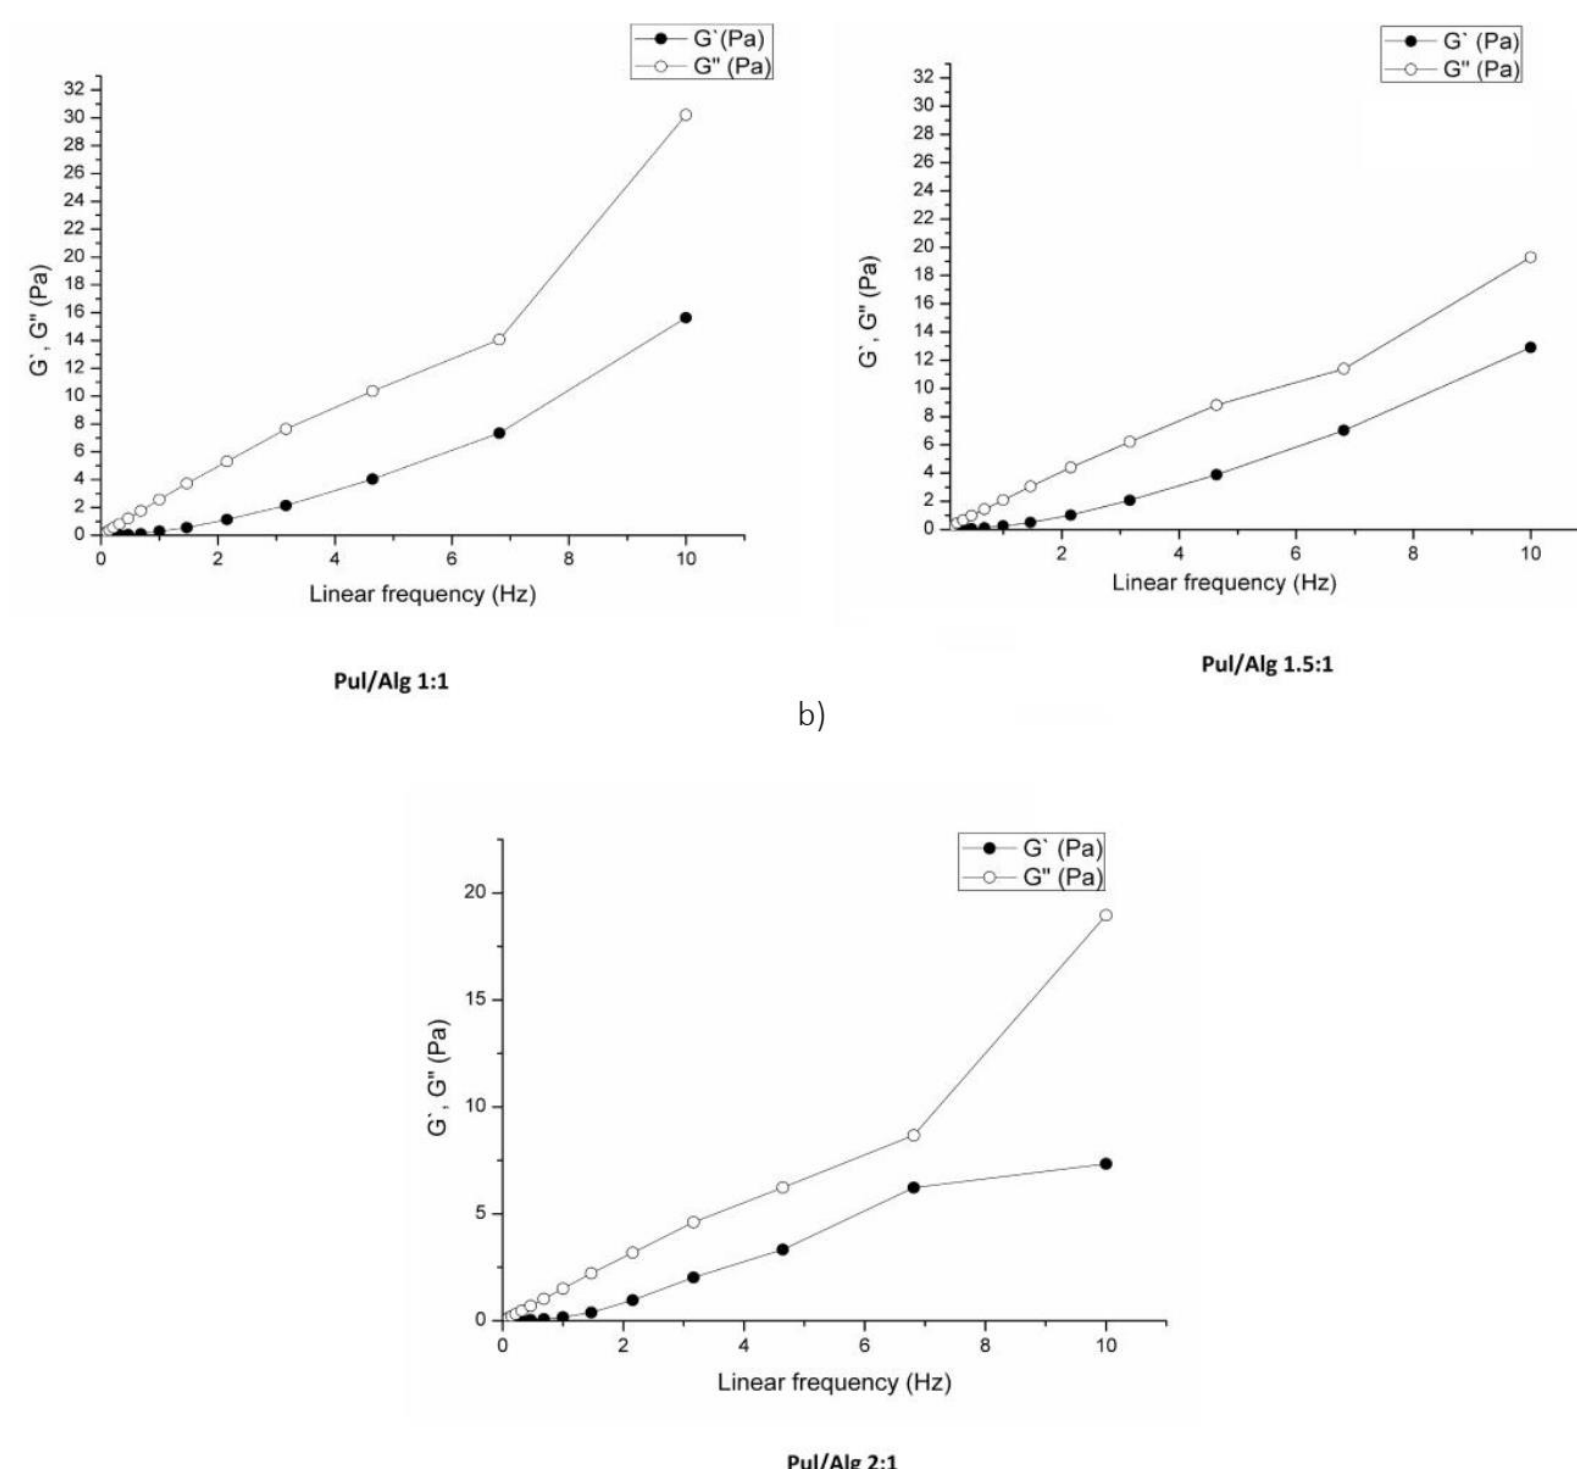 G`(Pa)
G" (Pa)
32
30
28
26
24
22
20
18
16
14
12
10
8
6
4
2
0
G`, G" (Pa)
0 2 4 6 8 10
Linear frequency (Hz)
Pul/Alg 1:1
G` (Pa)
G" (Pa)
32
30
28
26
24
22
20
18
16
14
12
10
8
6
4
2
0
G`, G" (Pa)
2 4 6 8 10
Linear frequency (Hz)
Pul/Alg 1.5:1
b)
G` (Pa)
G" (Pa)
20
15
10
5
0
G`, G" (Pa)
0 2 4 6 8 10
Linear frequency (Hz)
Pul/Alg 2:1